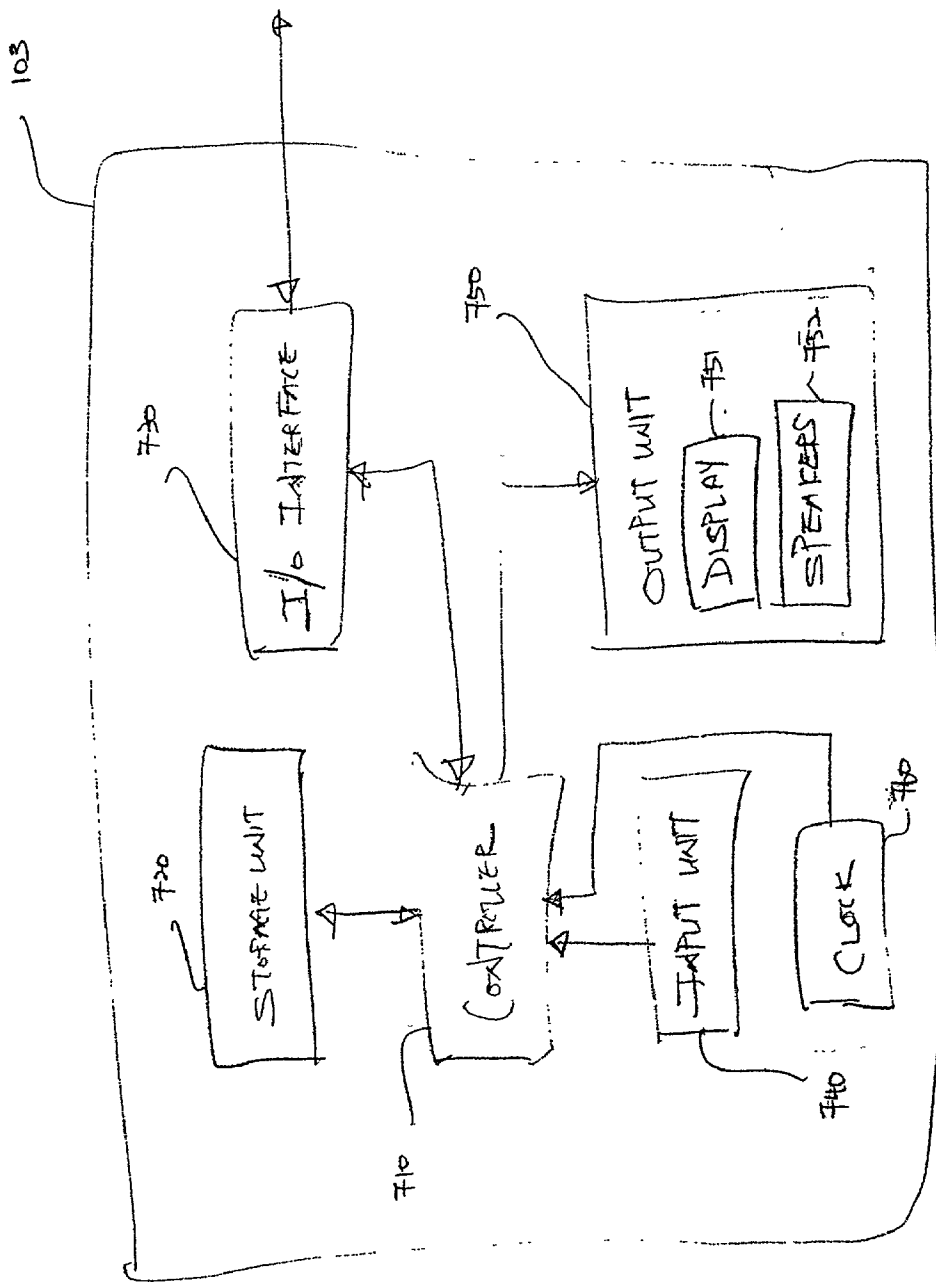 103
730
I/O INTERFACE
720
STORAGE UNIT
750
OUTPUT UNIT
DISPLAY
751
SPEAKERS
752
710
CONTROLLER
INPUT UNIT
740
CLOCK
760